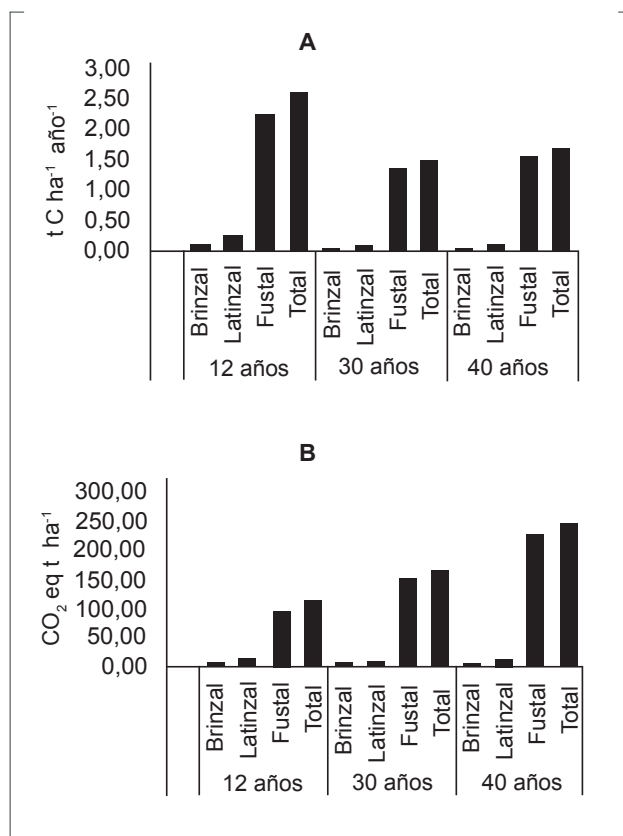 A
t C ha⁻¹ año⁻¹
3,00
2,50
2,00
1,50
1,00
0,50
0,00
Brinzal
Latinzal
Fustal
Total
Brinzal
Latinzal
Fustal
Total
Brinzal
Latinzal
Fustal
Total
12 años
30 años
40 años
B
CO₂ eq t ha⁻¹
300,00
250,00
200,00
150,00
100,00
50,00
0,00
Brinzal
Latinzal
Fustal
Total
Brinzal
Latinzal
Fustal
Total
Brinzal
Latinzal
Fustal
Total
12 años
30 años
40 años